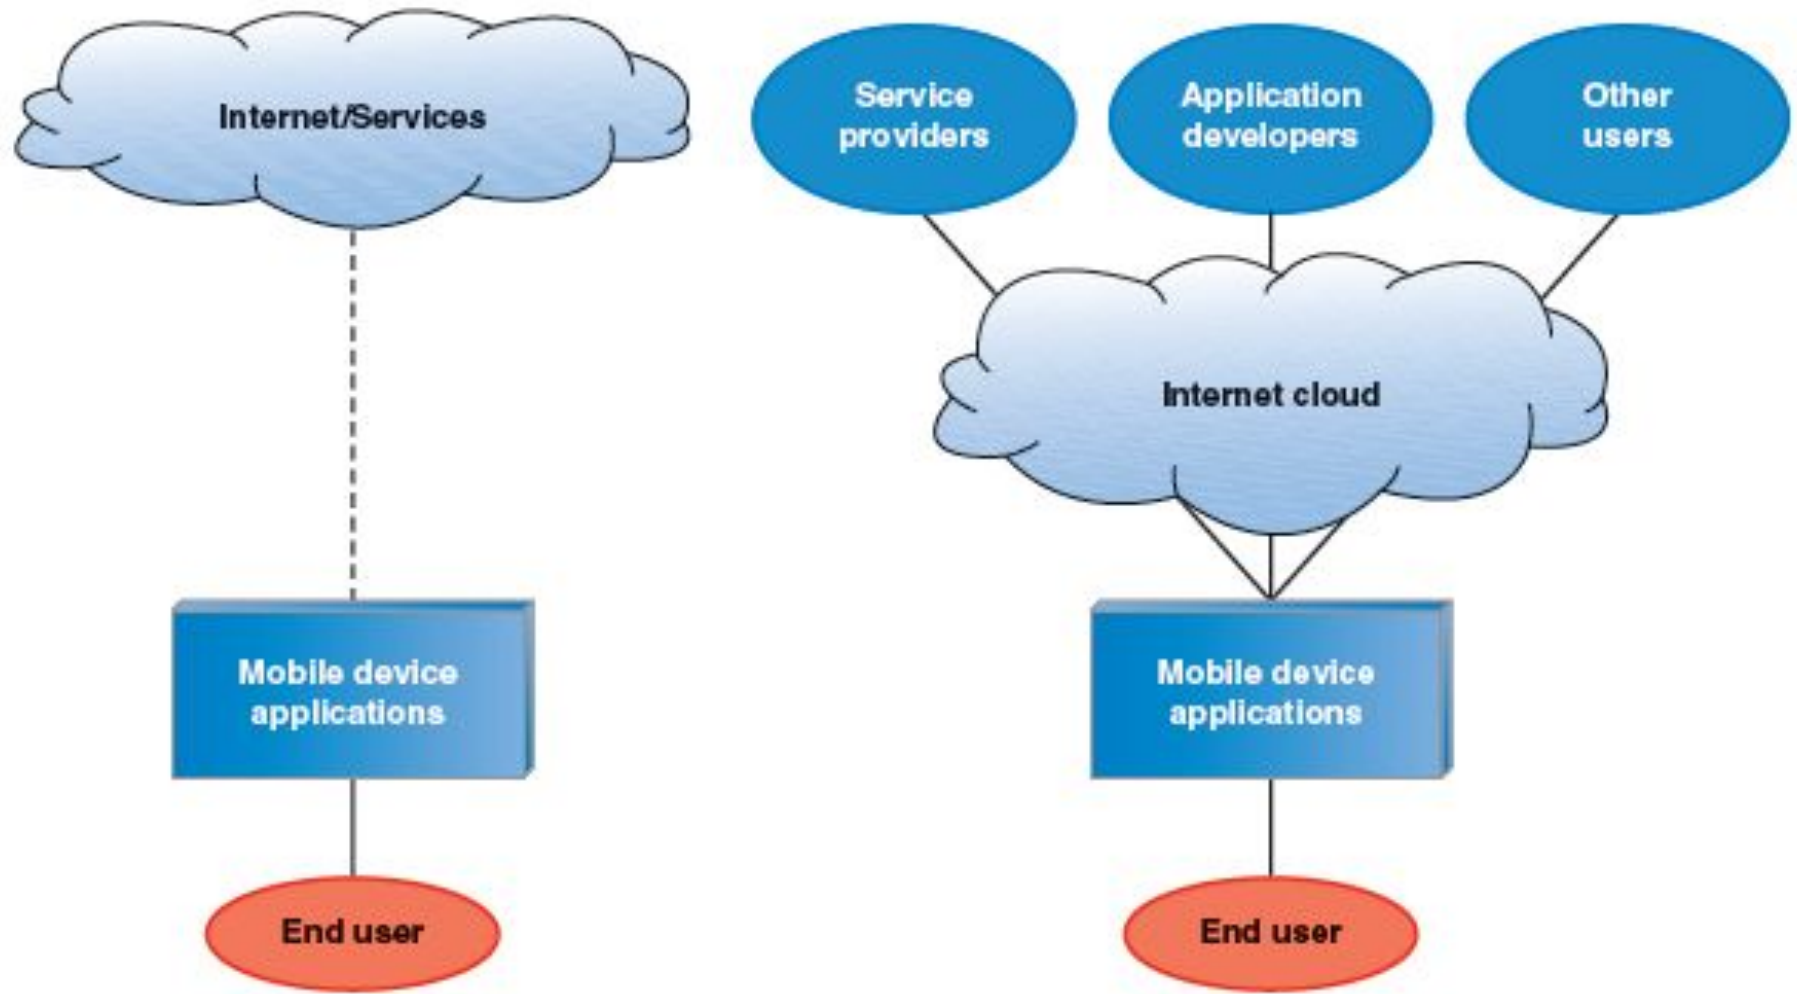 Internet/Services
Mobile device
applications
End user
Service
providers
Application
developers
Other
users
Internet cloud
Mobile device
applications
End user